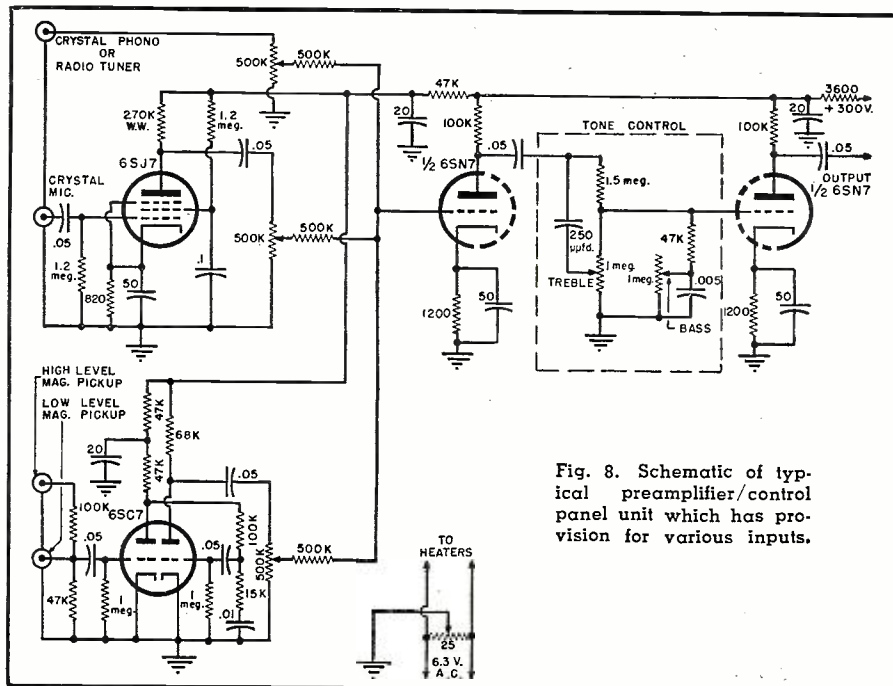 CRYSTAL PHONO
OR
RADIO TUNER
500K
500K
270K
W.W.
1.2
meg.
6SJ7
.05
CRYSTAL
MIC.
.05
1.2
meg.
820
50
.1
500K
500K
47K
20
100K
.05
1/2 6SN7
1200
50
TONE CONTROL
1.5 meg.
250
μμfd.
TREBLE
1 meg.
1meg.
47K
.005
BASS
3600
+ 300V.
20
100K
.05
OUTPUT
1/2 6SN7
1200
50
HIGH LEVEL
MAG. PICKUP
LOW LEVEL
MAG. PICKUP
47K
68K
20
47K
.05
100K
6SC7
.05
.05
100K
500K
500K
47K
1
meg.
1
meg.
15K
.01
TO
HEATERS
25
6.3 V.
A.C.
Fig. 8. Schematic of typ-
ical preamplifier/control
panel unit which has pro-
vision for various inputs.